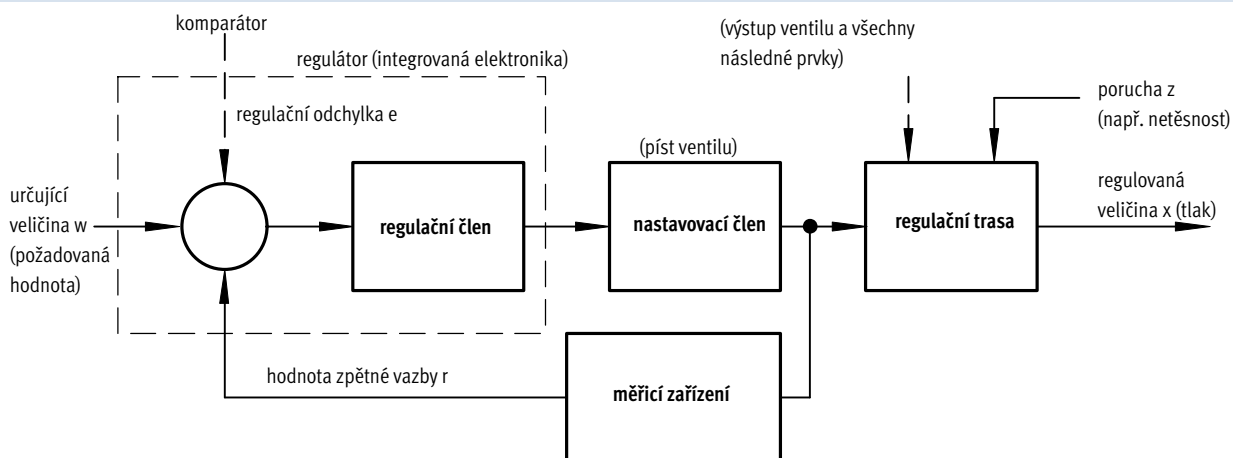 komparátor
regulátor (integrovaná elektronika)
(výstup ventilu a všechny
následné prvky)
porucha z
(např. netěsnost)
regulační odchylka e
(píst ventilu)
určující
veličina w
(požadovaná
hodnota)
regulační člen
nastavovací člen
regulační trasa
regulovaná
veličina x (tlak)
hodnota zpětné vazby r
měřicí zařízení